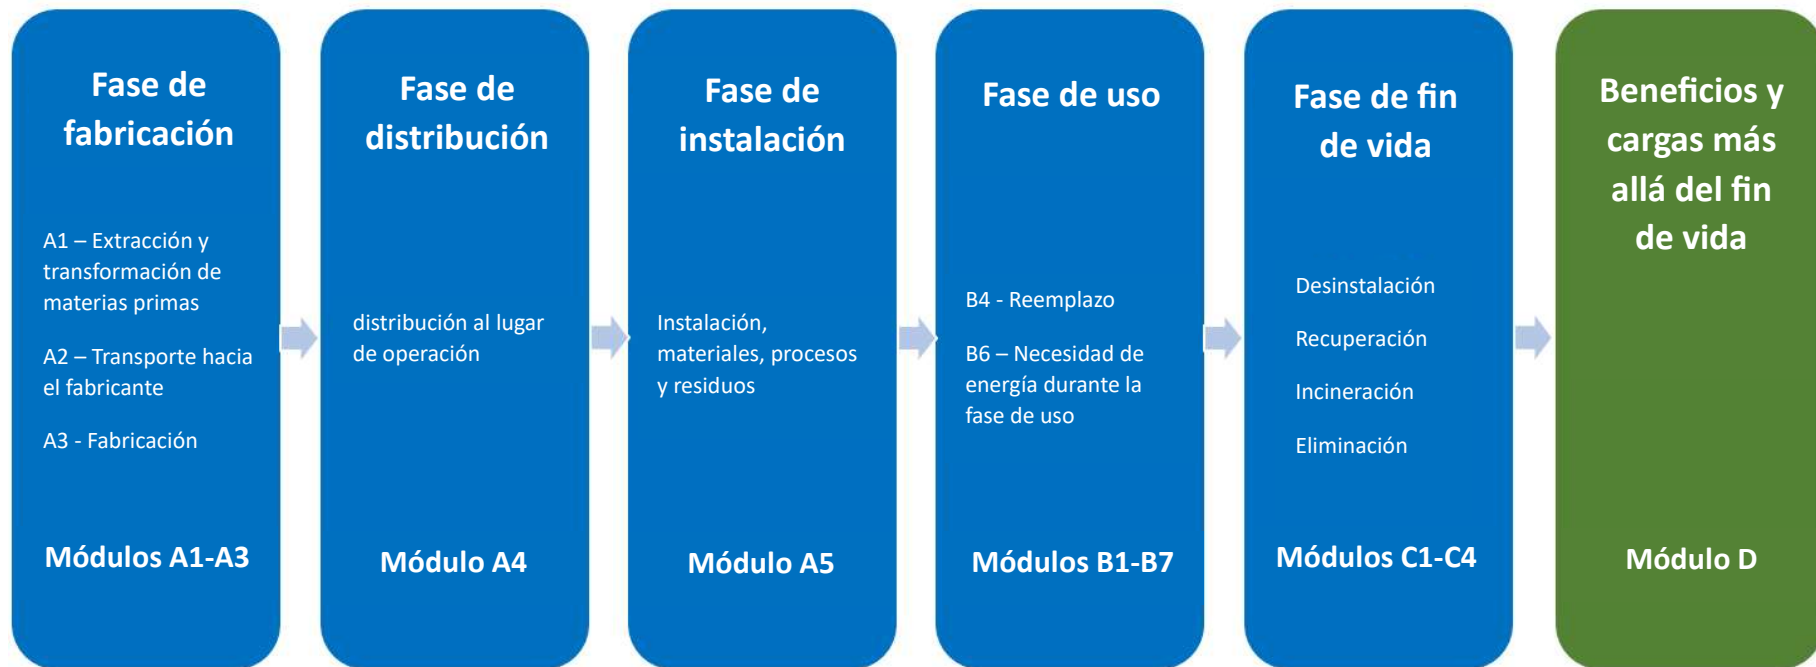 Fase de
fabricación
A1 – Extracción y
transformación de
materias primas
A2 – Transporte hacia
el fabricante
A3 - Fabricación
Módulos A1-A3
Fase de
distribución
distribución al lugar
de operación
Módulo A4
Fase de
instalación
Instalación,
materiales, procesos
y residuos
Módulo A5
Fase de uso
B4 - Reemplazo
B6 – Necesidad de
energía durante la
fase de uso
Módulos B1-B7
Fase de fin
de vida
Desinstalación
Recuperación
Incineración
Eliminación
Módulos C1-C4
Beneficios y
cargas más
allá del fin
de vida
Módulo D